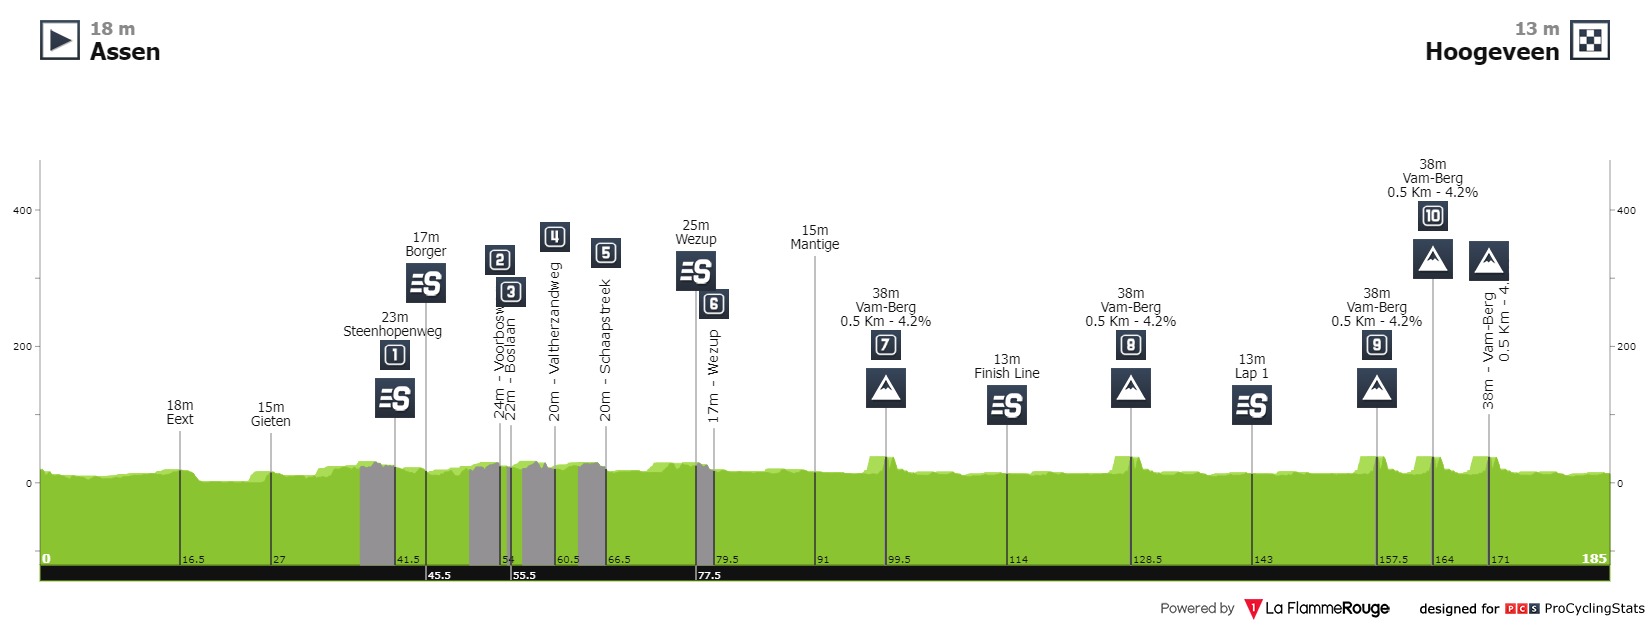 18 m
Assen
13 m
Hoogeveen
400
200
0
400
200
0
18m
Eext
15m
Gieten
23m
Steenhopenweg
1
S
17m
Borger
S
2
24m - Voorbosw
3
22m - Boslaan
4
20m - Valtherzandweg
5
20m - Schaapstreek
25m
Wezup
S
6
17m - Wezup
15m
Mantige
38m
Vam-Berg
0.5 Km - 4.2%
7
13m
Finish Line
S
38m
Vam-Berg
0.5 Km - 4.2%
8
13m
Lap 1
S
38m
Vam-Berg
0.5 Km - 4.2%
9
38m
Vam-Berg
0.5 Km - 4.2%
10
38m - Vam-Berg
0.5 Km - 4.
0 16.5 27 41.5 54 60.5 66.5 79.5 91 99.5 114 128.5 143 157.5 164 171 185
45.5 55.5 77.5
Powered by 1 La FlammeRouge designed for PCS ProCyclingStats